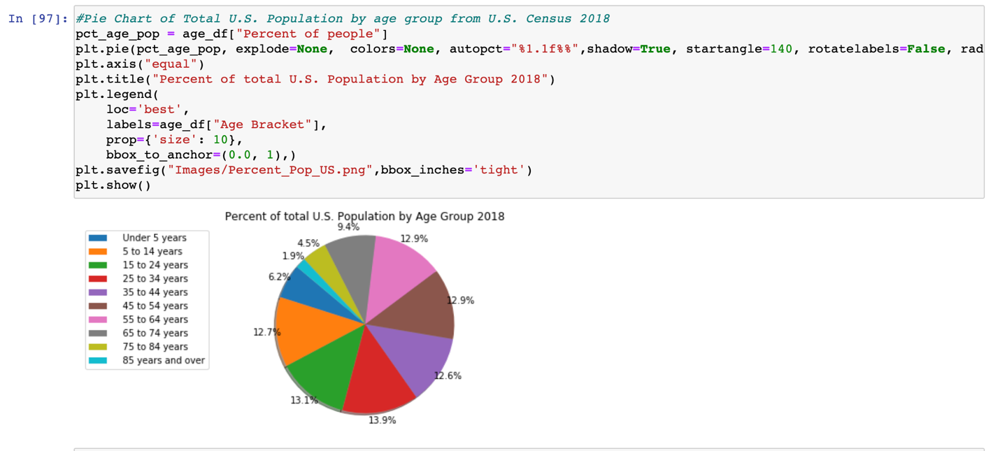 In [97]: #Pie Chart of Total U.S. Population by age group from U.S. Census 2018
pct_age_pop = age_df["Percent of people"]
plt.pie(pct_age_pop, explode=None,  colors=None, autopct="%1.1f%%",shadow=True, startangle=140, rotatelabels=False, rad
plt.axis("equal")
plt.title("Percent of total U.S. Population by Age Group 2018")
plt.legend(
    loc='best',
    labels=age_df["Age Bracket"],
    prop={'size': 10},
    bbox_to_anchor=(0.0, 1),)
plt.savefig("Images/Percent_Pop_US.png",bbox_inches='tight')
plt.show()
Percent of total U.S. Population by Age Group 2018
Under 5 years
5 to 14 years
15 to 24 years
25 to 34 years
35 to 44 years
45 to 54 years
55 to 64 years
65 to 74 years
75 to 84 years
85 years and over
9.4%
12.9%
4.5%
1.9%
6.2%
12.9%
12.7%
12.6%
13.1%
13.9%